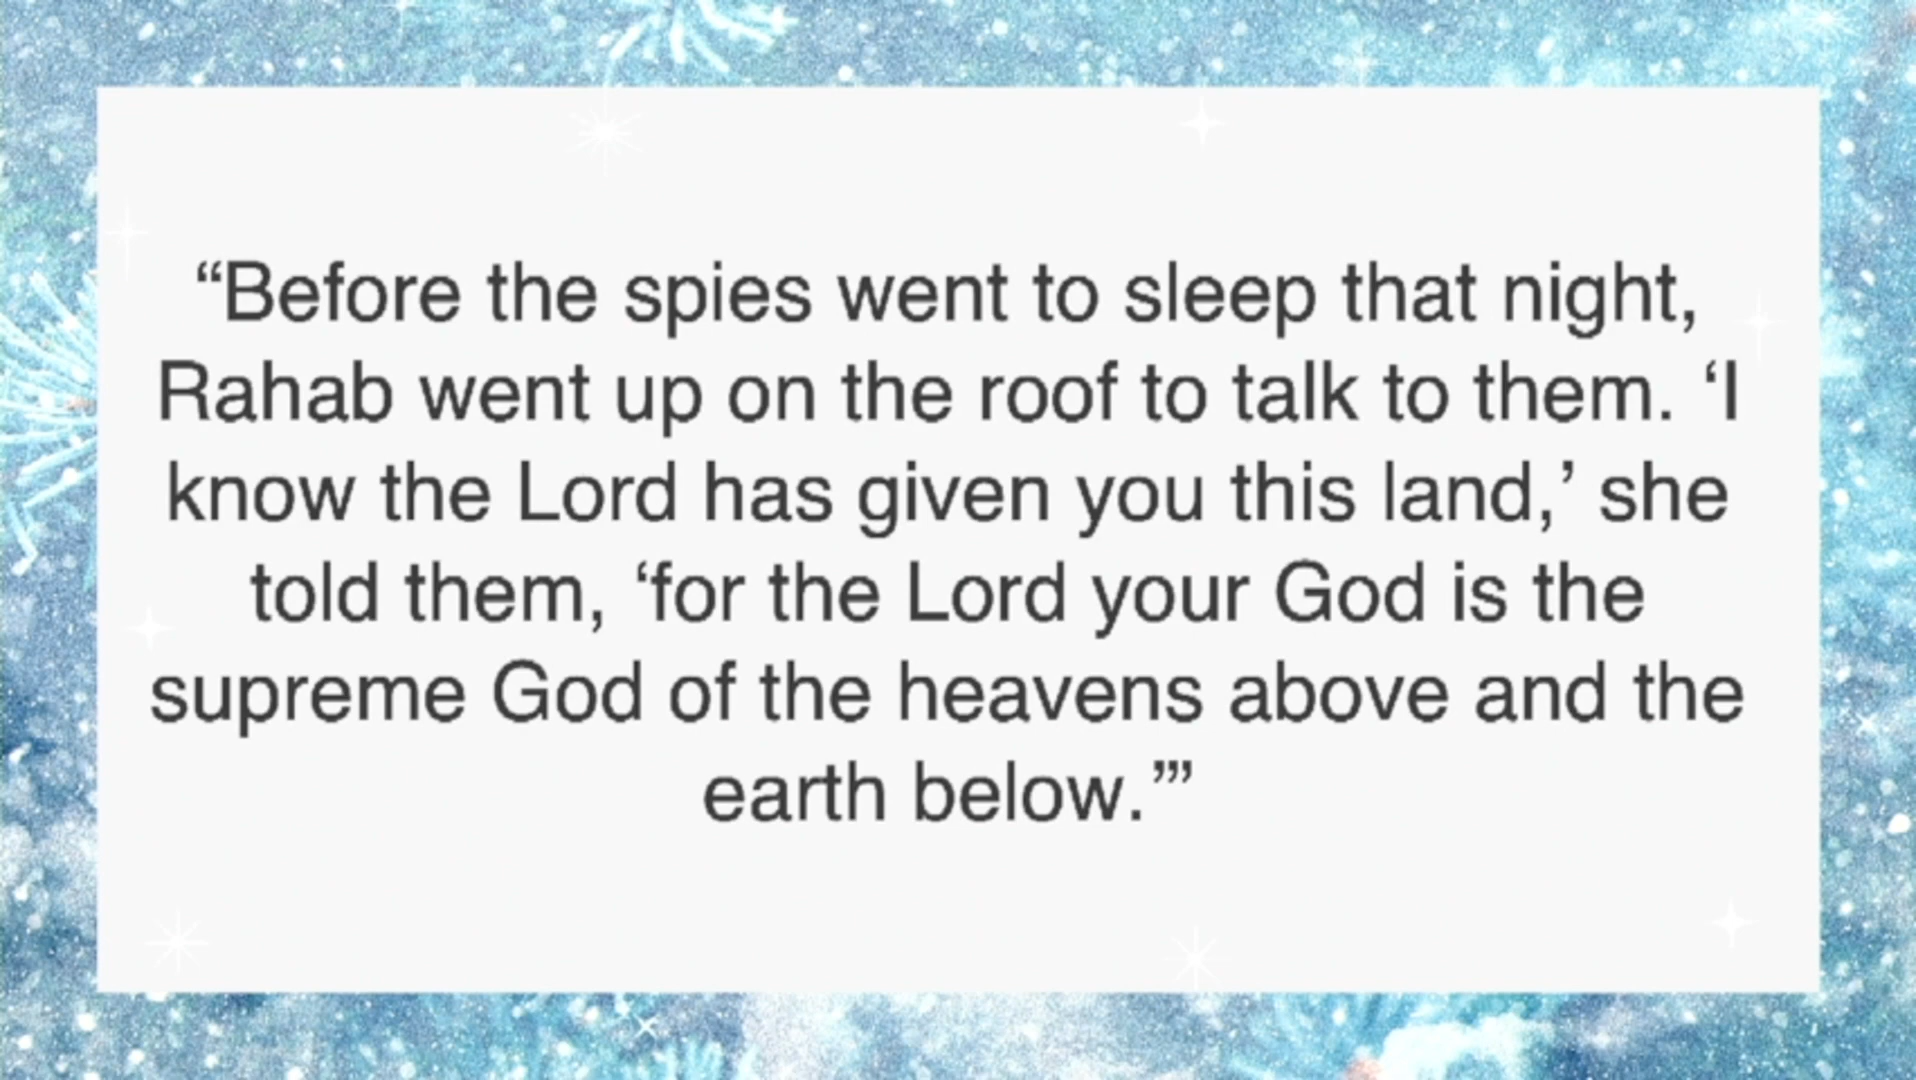 “Before the spies went to sleep that night,
Rahab went up on the roof to talk to them. ‘I
know the Lord has given you this land,’ she
told them, ‘for the Lord your God is the
supreme God of the heavens above and the
earth below.’”